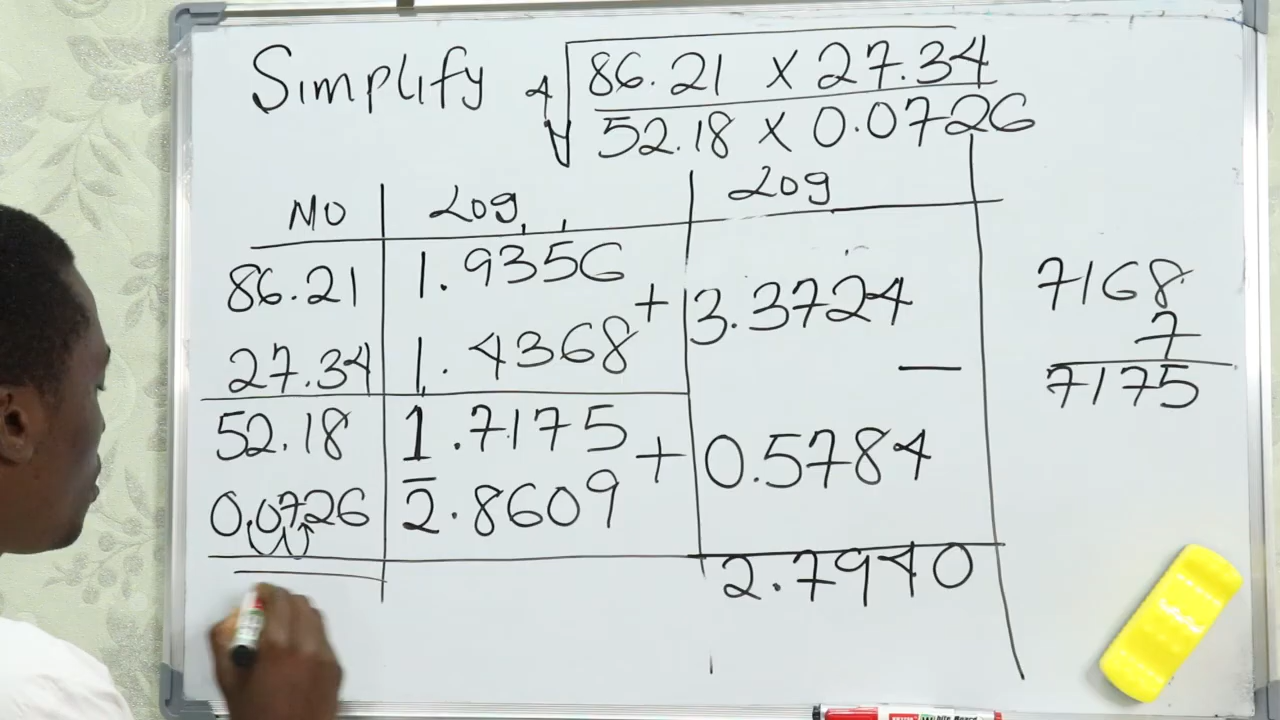 Simplify 4√ 86.21 X 27.34
52.18 X 0.0726
NO Log Log
86.21 1.9356 +
3.3724
27.34 1.4368
7168
7
7175
—
52.18 1.7175 + 0.5784
0.0726 2̅.8609
2.7940